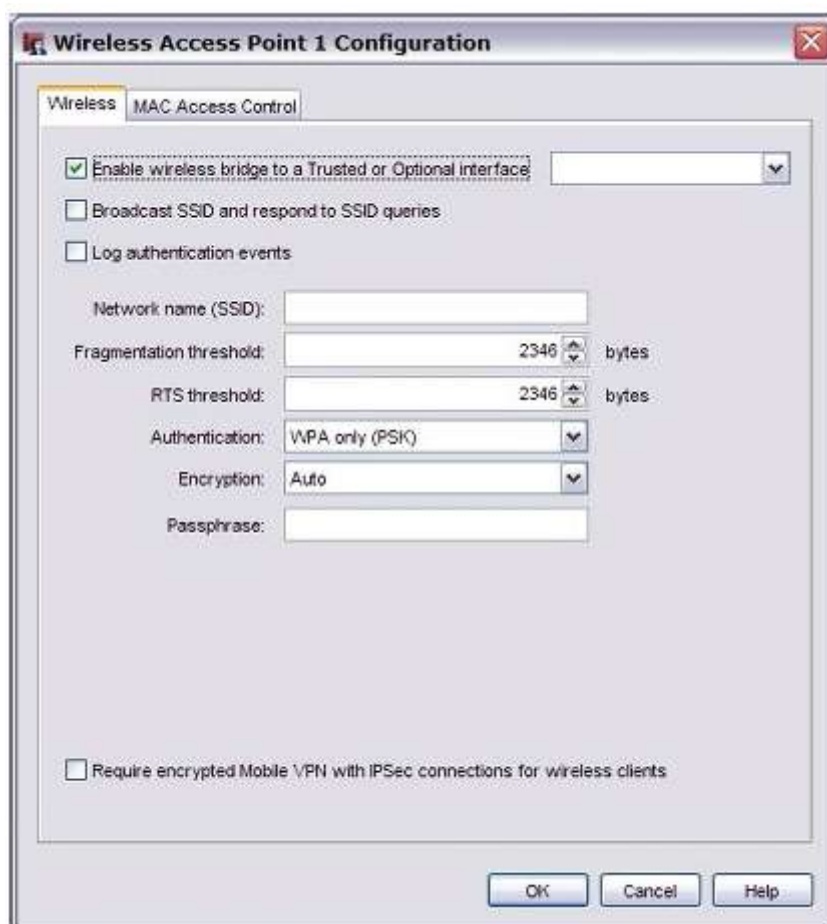 Wireless Access Point 1 Configuration
Wireless MAC Access Control
Enable wireless bridge to a Trusted or Optional interface
Broadcast SSID and respond to SSID queries
Log authentication events
Network name (SSID):
Fragmentation threshold: 2346 bytes
RTS threshold: 2346 bytes
Authentication: WPA only (PSK)
Encryption: Auto
Passphrase:
Require encrypted Mobile VPN with IPSec connections for wireless clients
OK Cancel Help